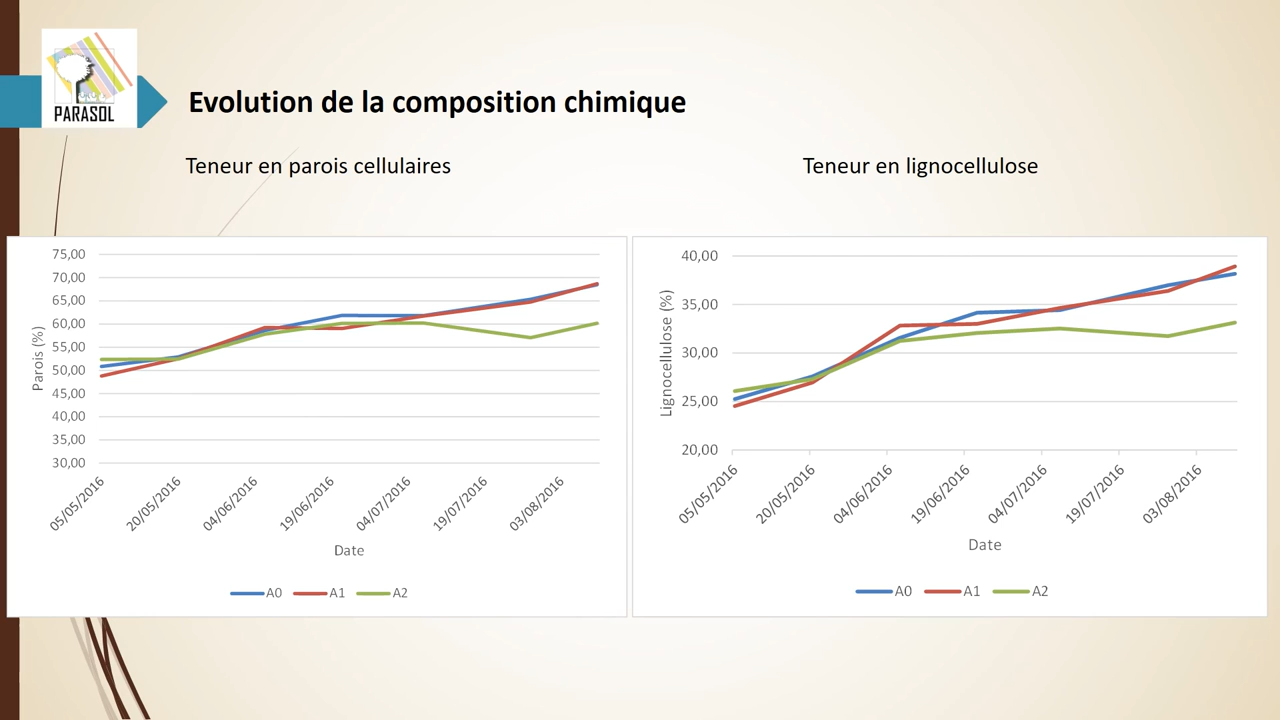 PARASOL
Evolution de la composition chimique
Teneur en parois cellulaires
Teneur en lignocellulose
75,00
70,00
65,00
60,00
55,00
50,00
45,00
40,00
35,00
30,00
Parois (%)
05/05/2016
20/05/2016
04/06/2016
19/06/2016
04/07/2016
19/07/2016
03/08/2016
Date
A0 A1 A2
40,00
35,00
30,00
25,00
20,00
Lignocellulose (%)
05/05/2016
20/05/2016
04/06/2016
19/06/2016
04/07/2016
19/07/2016
03/08/2016
Date
A0 A1 A2